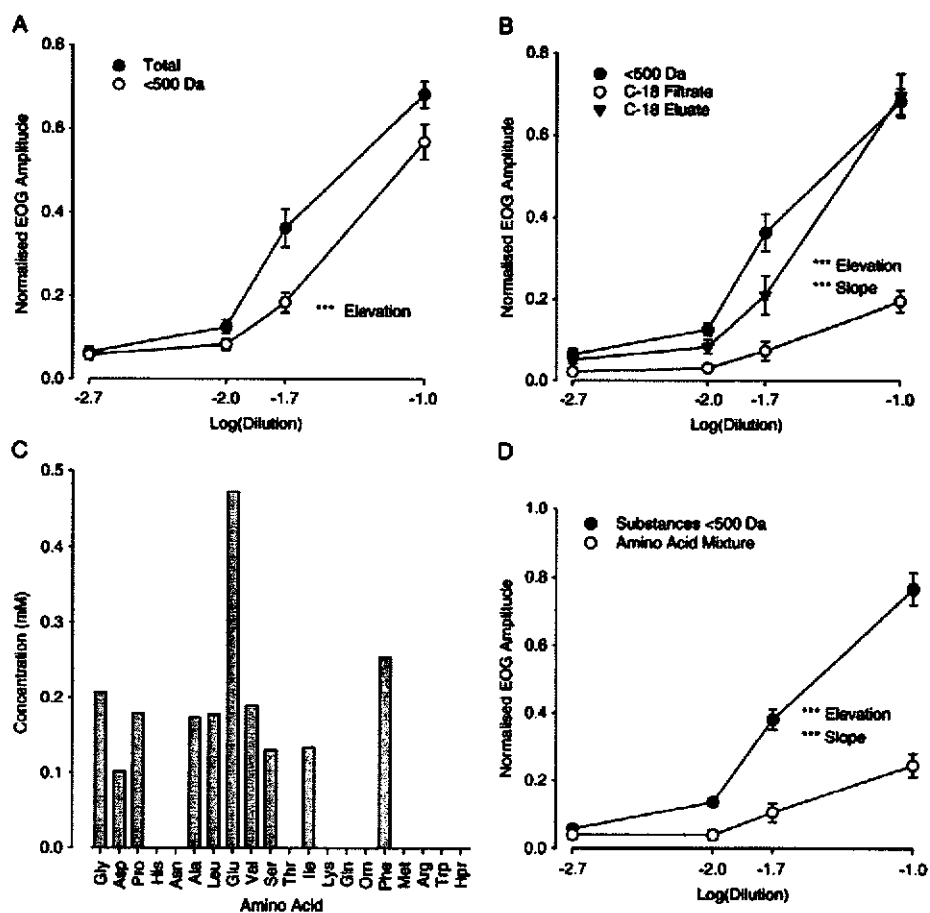 A
0.8
0.6
0.4
0.2
0.0
Normalised EOG Amplitude
Total
<500 Da
*** Elevation
-2.7
-2.0
-1.7
-1.0
Log(Dilution)
B
0.8
0.6
0.4
0.2
0.0
Normalised EOG Amplitude
<500 Da
C-18 Filtrate
C-18 Eluate
*** Elevation
*** Slope
-2.7
-2.0
-1.7
-1.0
Log(Dilution)
C
0.5
0.4
0.3
0.2
0.1
0.0
Concentration (mM)
Gly
Asp
Pro
His
Asn
Ala
Leu
Glu
Val
Ser
Thr
Ile
Lys
Gln
Orn
Phe
Met
Arg
Trp
Hpr
Amino Acid
D
1.0
0.8
0.6
0.4
0.2
0.0
Normalised EOG Amplitude
Substances <500 Da
Amino Acid Mixture
*** Elevation
*** Slope
-2.7
-2.0
-1.7
-1.0
Log(Dilution)